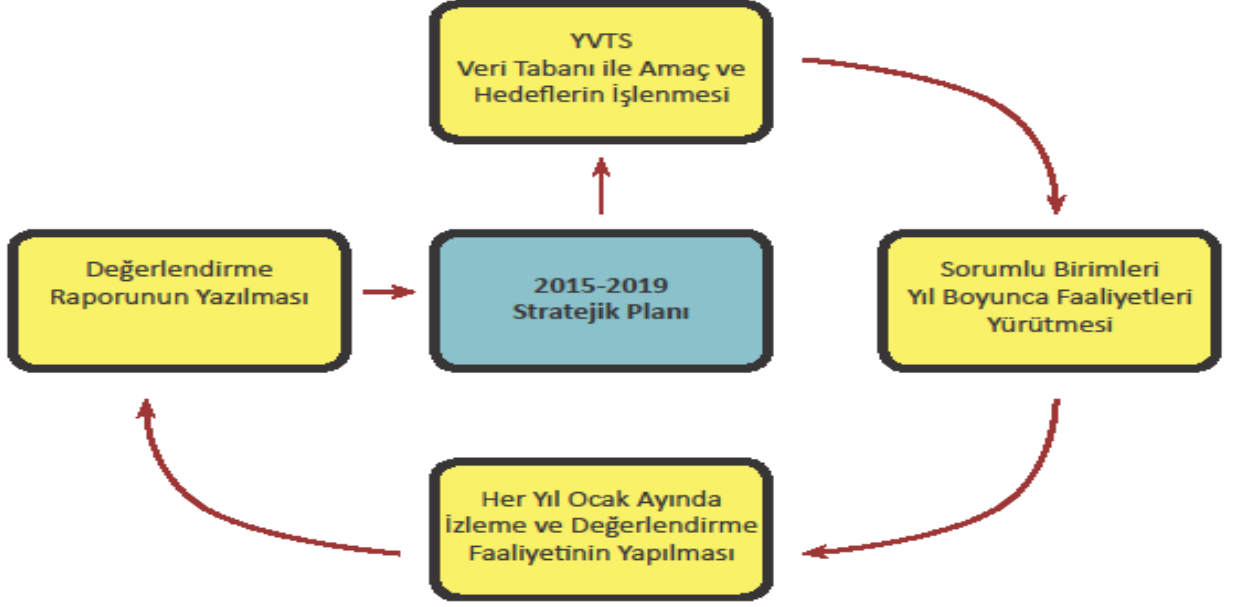 YVTS
Veri Tabanı ile Amaç ve
Hedeflerin İşlenmesi
Değerlendirme
Raporunun Yazılması
2015-2019
Stratejik Planı
Sorumlu Birimleri
Yıl Boyunca Faaliyetleri
Yürütmesi
Her Yıl Ocak Ayında
İzleme ve Değerlendirme
Faaliyetinin Yapılması